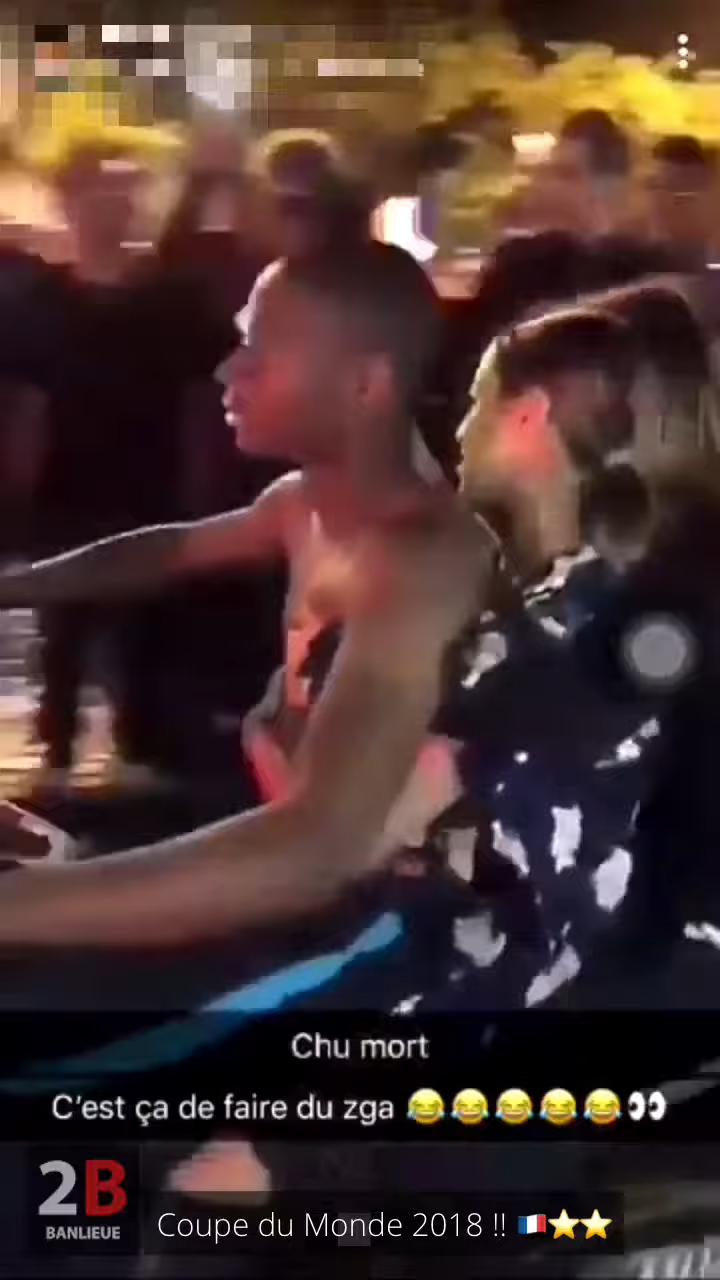 Chu mort
C'est ça de faire du zga 😂😂😂😂😂👀
2B
BANLIEUE
Coupe du Monde 2018 !! 🇫🇷⭐⭐